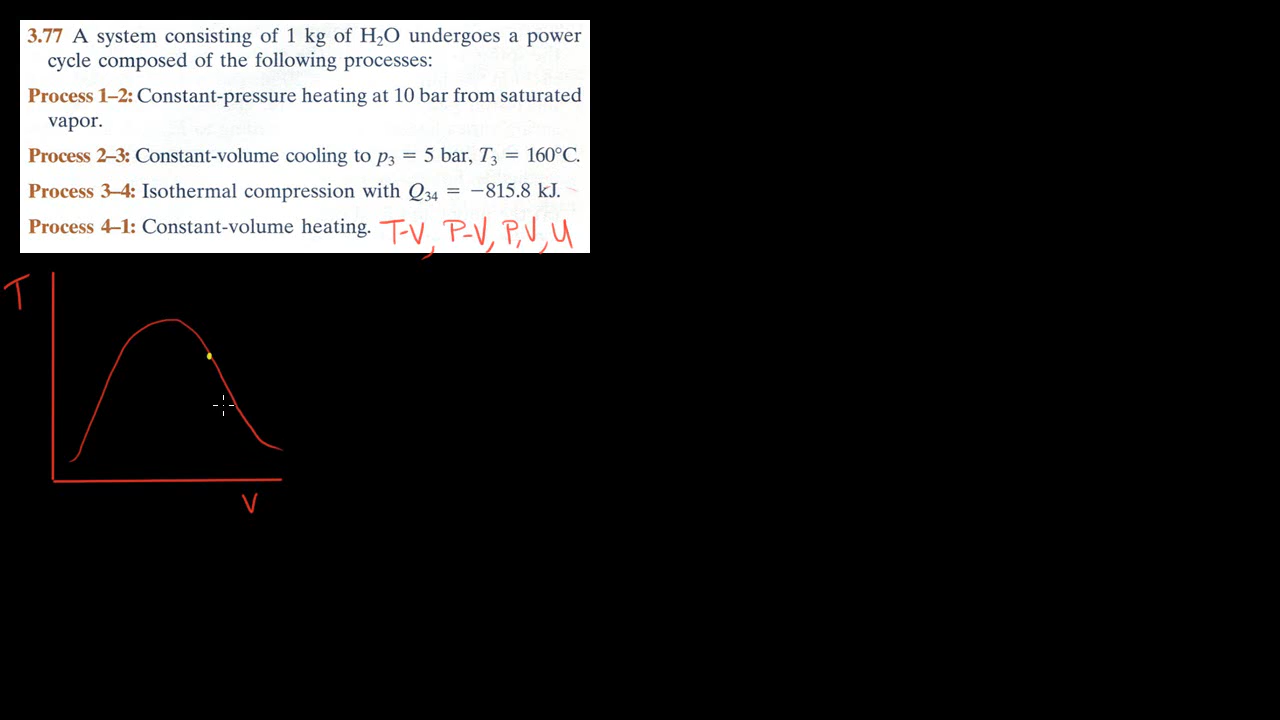 3.77 A system consisting of 1 kg of H₂O undergoes a power
cycle composed of the following processes:
Process 1–2: Constant-pressure heating at 10 bar from saturated
vapor.
Process 2–3: Constant-volume cooling to p₃ = 5 bar, T₃ = 160°C.
Process 3–4: Isothermal compression with Q₃₄ = −815.8 kJ.
Process 4–1: Constant-volume heating. T-V, P-V, P,V,U
T
V